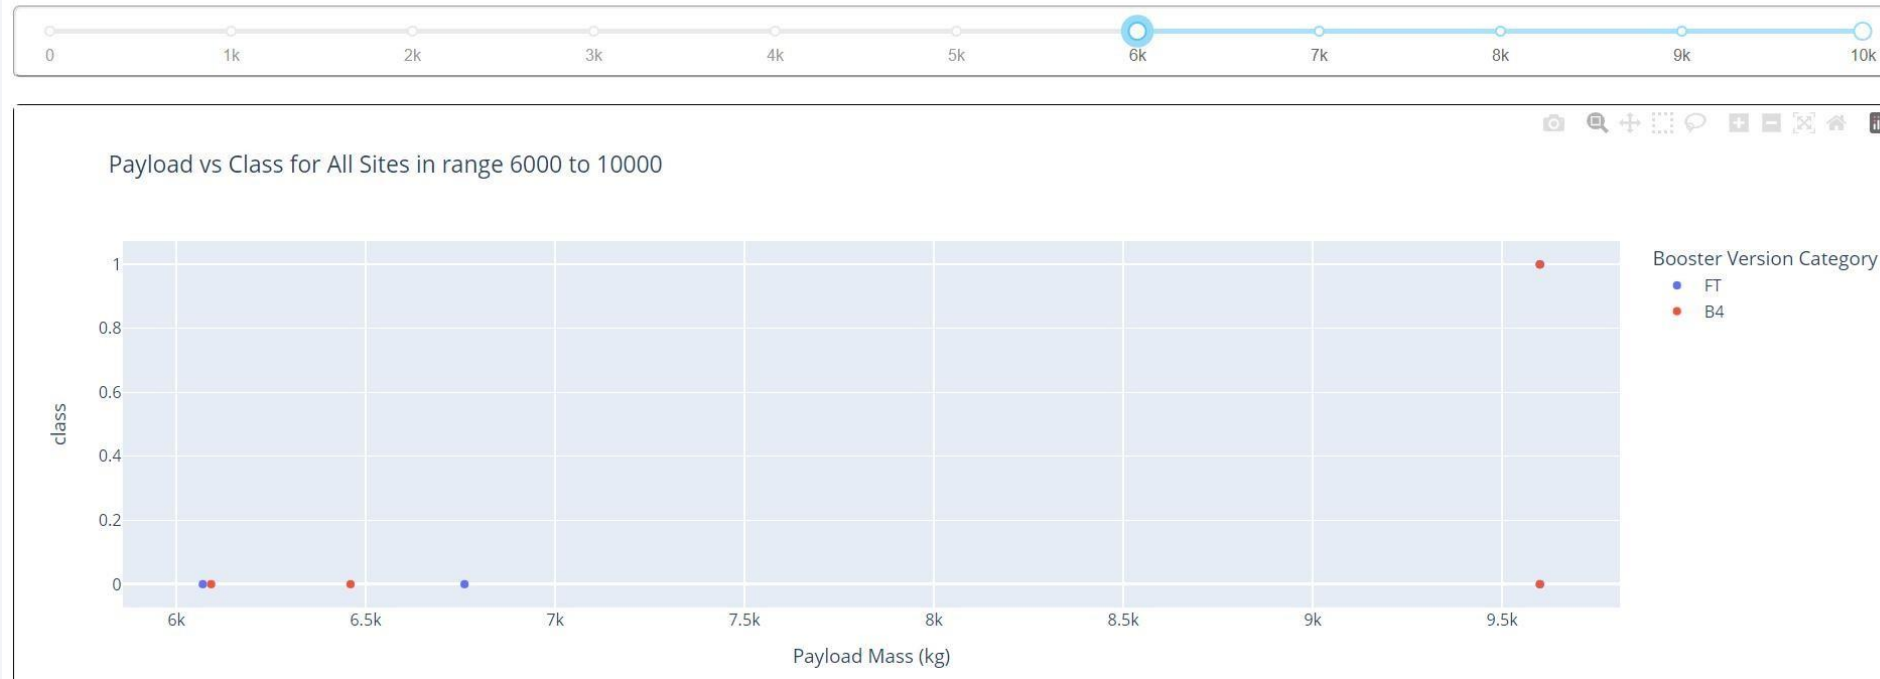 0 1k 2k 3k 4k 5k 6k 7k 8k 9k 10k
Payload vs Class for All Sites in range 6000 to 10000
Booster Version Category
FT
B4
1
0.8
0.6
0.4
0.2
0
class
6k 6.5k 7k 7.5k 8k 8.5k 9k 9.5k
Payload Mass (kg)